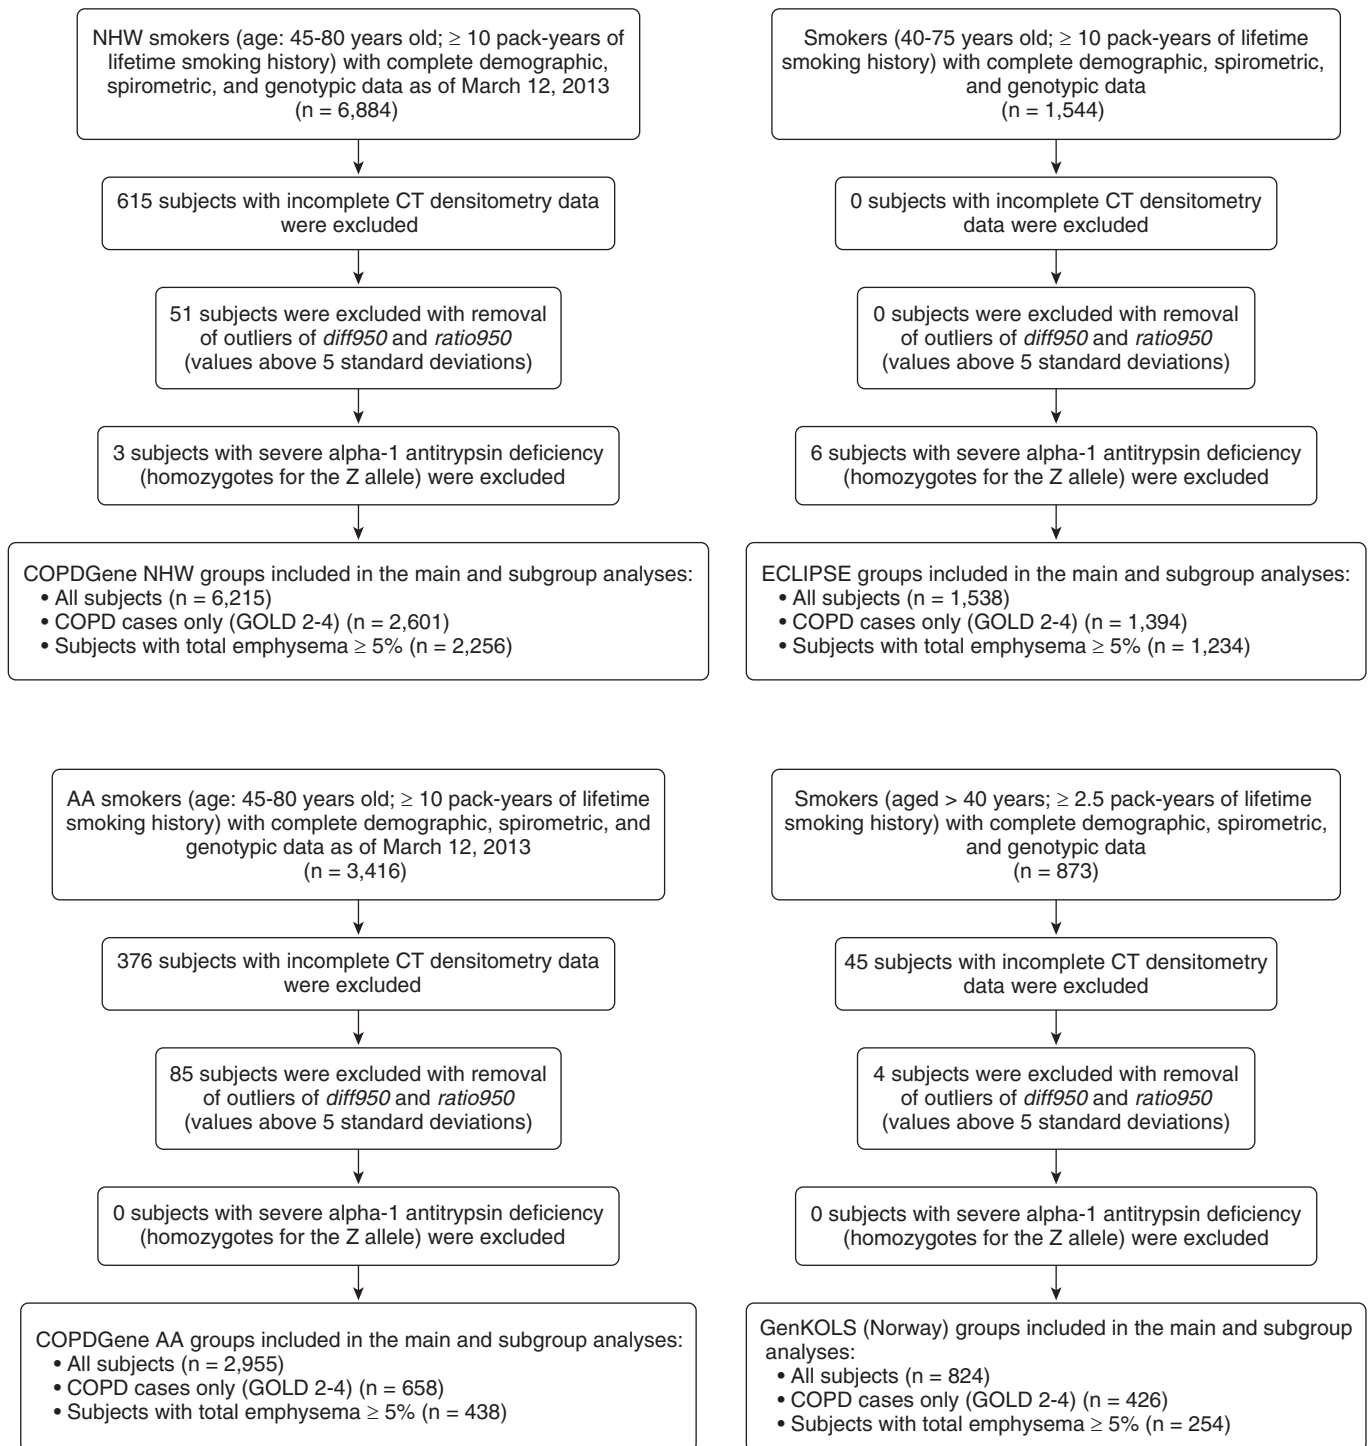 NHW smokers (age: 45-80 years old; ≥ 10 pack-years of
lifetime smoking history) with complete demographic,
spirometric, and genotypic data as of March 12, 2013
(n = 6,884)
615 subjects with incomplete CT densitometry data
were excluded
51 subjects were excluded with removal
of outliers of diff950 and ratio950
(values above 5 standard deviations)
3 subjects with severe alpha-1 antitrypsin deficiency
(homozygotes for the Z allele) were excluded
COPDGene NHW groups included in the main and subgroup analyses:
• All subjects (n = 6,215)
• COPD cases only (GOLD 2-4) (n = 2,601)
• Subjects with total emphysema ≥ 5% (n = 2,256)
Smokers (40-75 years old; ≥ 10 pack-years of lifetime
smoking history) with complete demographic, spirometric,
and genotypic data
(n = 1,544)
0 subjects with incomplete CT densitometry
data were excluded
0 subjects were excluded with removal
of outliers of diff950 and ratio950
(values above 5 standard deviations)
6 subjects with severe alpha-1 antitrypsin deficiency
(homozygotes for the Z allele) were excluded
ECLIPSE groups included in the main and subgroup analyses:
• All subjects (n = 1,538)
• COPD cases only (GOLD 2-4) (n = 1,394)
• Subjects with total emphysema ≥ 5% (n = 1,234)
AA smokers (age: 45-80 years old; ≥ 10 pack-years of lifetime
smoking history) with complete demographic, spirometric, and
genotypic data as of March 12, 2013
(n = 3,416)
376 subjects with incomplete CT densitometry data
were excluded
85 subjects were excluded with removal
of outliers of diff950 and ratio950
(values above 5 standard deviations)
0 subjects with severe alpha-1 antitrypsin deficiency
(homozygotes for the Z allele) were excluded
COPDGene AA groups included in the main and subgroup analyses:
• All subjects (n = 2,955)
• COPD cases only (GOLD 2-4) (n = 658)
• Subjects with total emphysema ≥ 5% (n = 438)
Smokers (aged > 40 years; ≥ 2.5 pack-years of lifetime
smoking history) with complete demographic, spirometric,
and genotypic data
(n = 873)
45 subjects with incomplete CT densitometry
data were excluded
4 subjects were excluded with removal
of outliers of diff950 and ratio950
(values above 5 standard deviations)
0 subjects with severe alpha-1 antitrypsin deficiency
(homozygotes for the Z allele) were excluded
GenKOLS (Norway) groups included in the main and subgroup
analyses:
• All subjects (n = 824)
• COPD cases only (GOLD 2-4) (n = 426)
• Subjects with total emphysema ≥ 5% (n = 254)